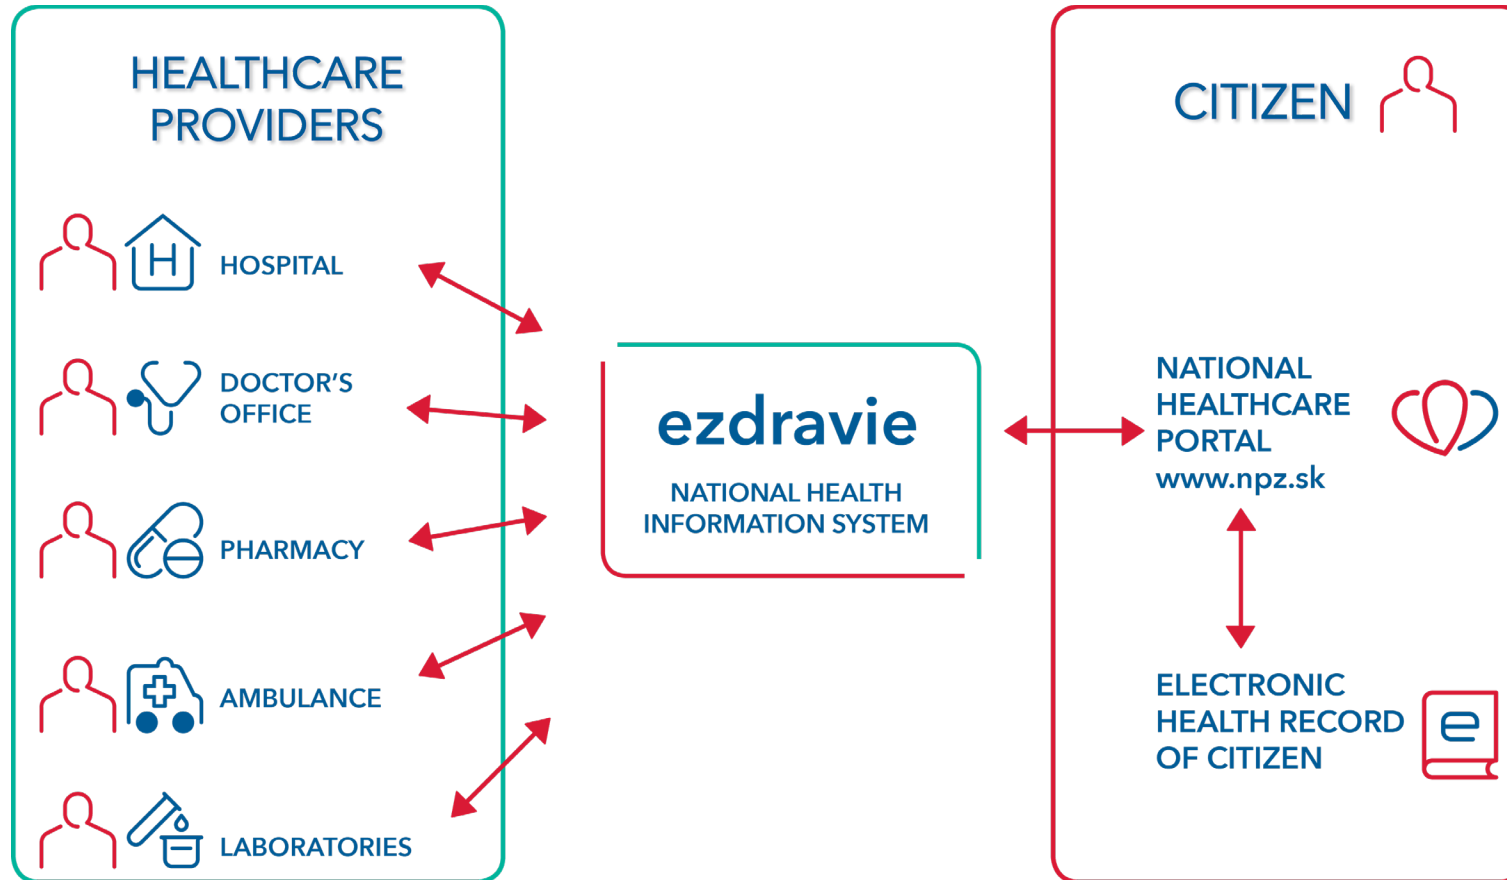 HEALTHCARE
PROVIDERS
H
HOSPITAL
DOCTOR'S
OFFICE
PHARMACY
AMBULANCE
LABORATORIES
ezdravie
NATIONAL HEALTH
INFORMATION SYSTEM
CITIZEN
NATIONAL
HEALTHCARE
PORTAL
www.npz.sk
ELECTRONIC
HEALTH RECORD
OF CITIZEN
e